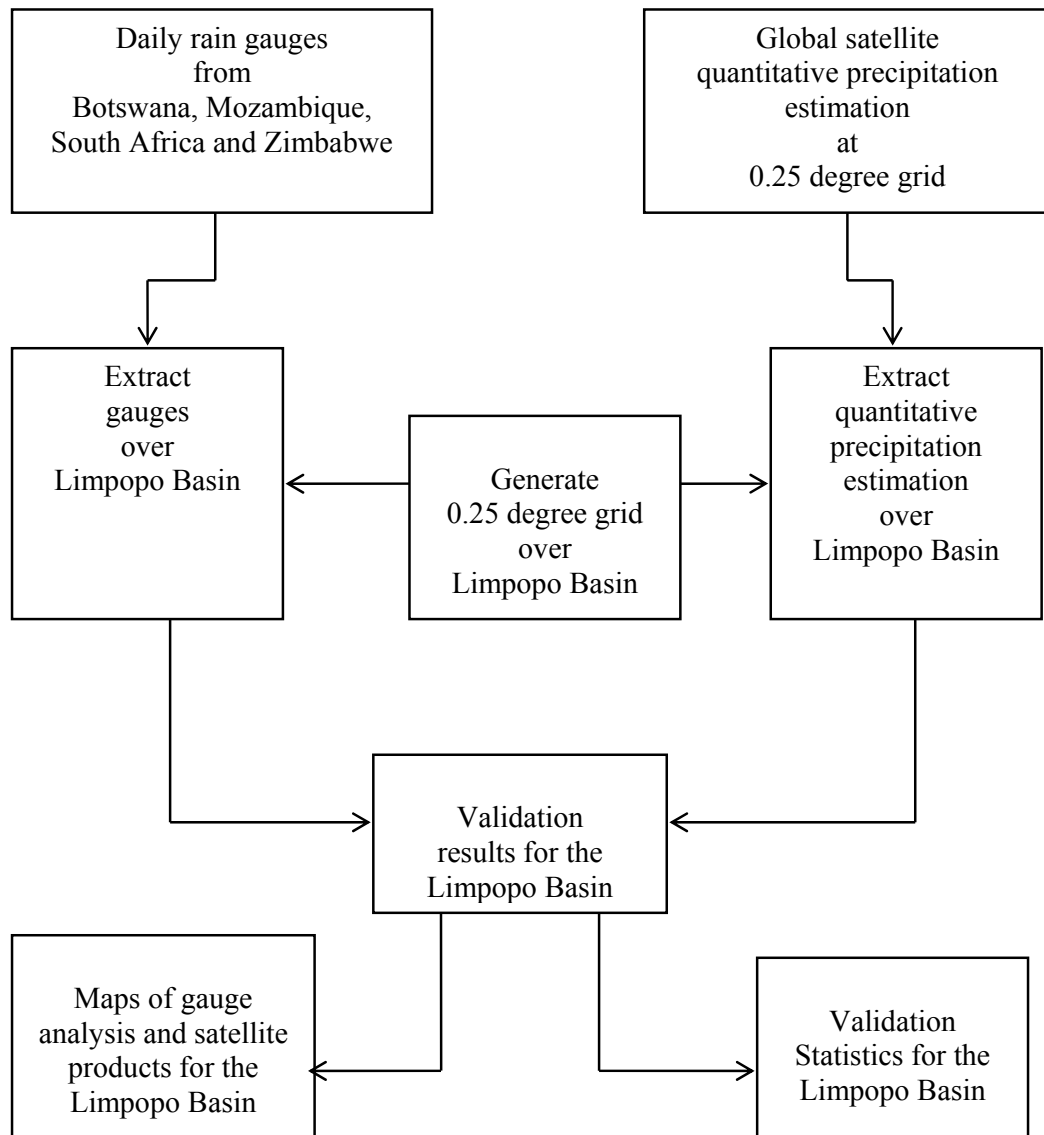 Daily rain gauges
from
Botswana, Mozambique,
South Africa and Zimbabwe
Global satellite
quantitative precipitation
estimation
at
0.25 degree grid
Extract
gauges
over
Limpopo Basin
Generate
0.25 degree grid
over
Limpopo Basin
Extract
quantitative
precipitation
estimation
over
Limpopo Basin
Validation
results for the
Limpopo Basin
Maps of gauge
analysis and satellite
products for the
Limpopo Basin
Validation
Statistics for the
Limpopo Basin